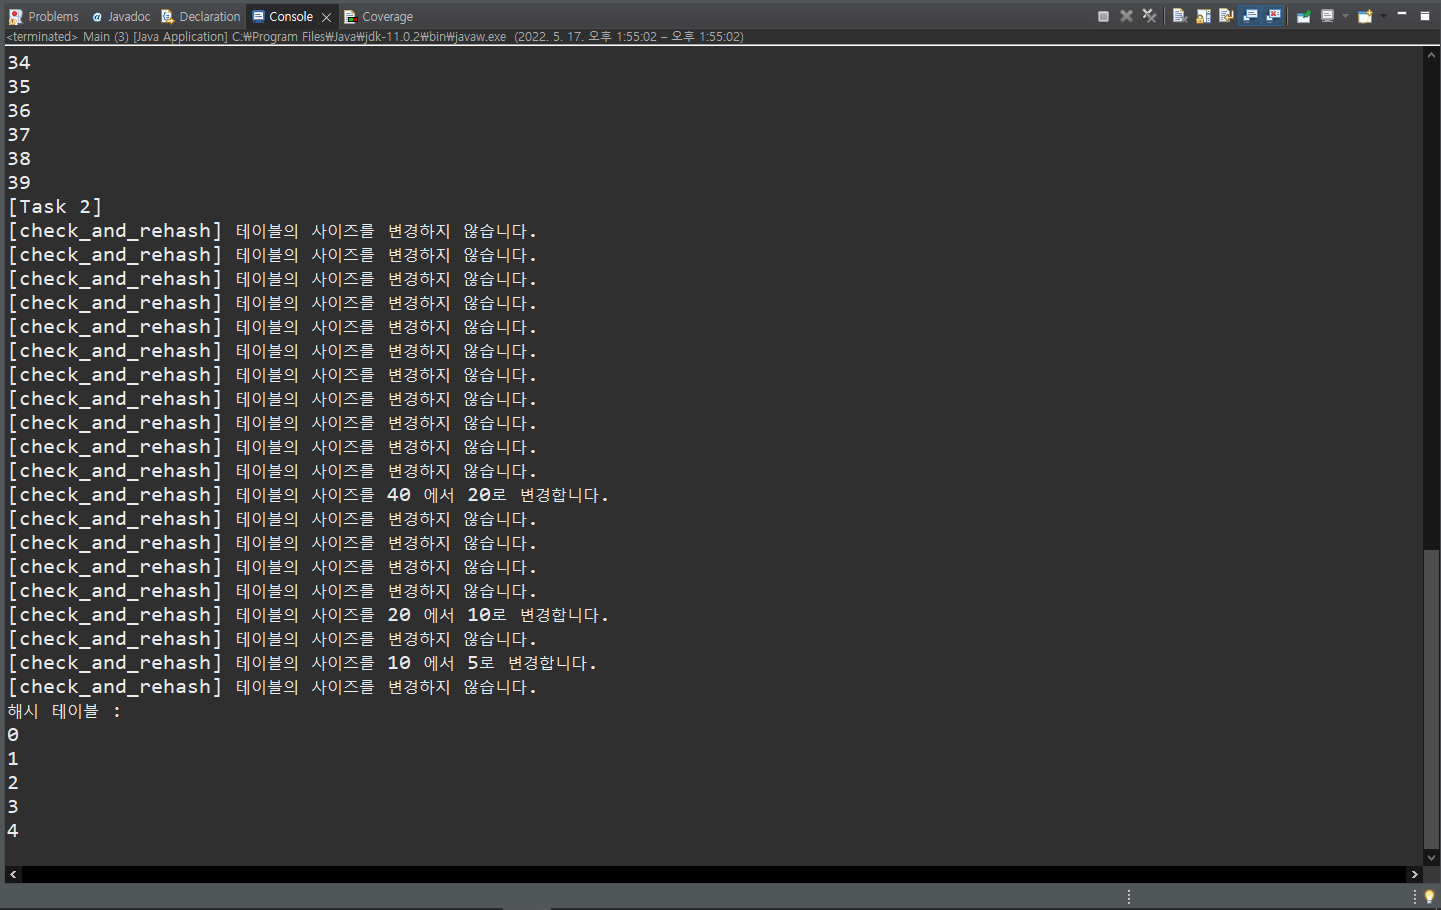 Problems Javadoc Declaration Console Coverage
<terminated> Main (3) [Java Application] C:₩Program Files₩Java₩jdk-11.0.2₩bin₩javaw.exe (2022. 5. 17. 오후 1:55:02 – 오후 1:55:02)
34
35
36
37
38
39
[Task 2]
[check_and_rehash] 테이블의 사이즈를 변경하지 않습니다.
[check_and_rehash] 테이블의 사이즈를 변경하지 않습니다.
[check_and_rehash] 테이블의 사이즈를 변경하지 않습니다.
[check_and_rehash] 테이블의 사이즈를 변경하지 않습니다.
[check_and_rehash] 테이블의 사이즈를 변경하지 않습니다.
[check_and_rehash] 테이블의 사이즈를 변경하지 않습니다.
[check_and_rehash] 테이블의 사이즈를 변경하지 않습니다.
[check_and_rehash] 테이블의 사이즈를 변경하지 않습니다.
[check_and_rehash] 테이블의 사이즈를 변경하지 않습니다.
[check_and_rehash] 테이블의 사이즈를 변경하지 않습니다.
[check_and_rehash] 테이블의 사이즈를 변경하지 않습니다.
[check_and_rehash] 테이블의 사이즈를 40 에서 20로 변경합니다.
[check_and_rehash] 테이블의 사이즈를 변경하지 않습니다.
[check_and_rehash] 테이블의 사이즈를 변경하지 않습니다.
[check_and_rehash] 테이블의 사이즈를 변경하지 않습니다.
[check_and_rehash] 테이블의 사이즈를 변경하지 않습니다.
[check_and_rehash] 테이블의 사이즈를 20 에서 10로 변경합니다.
[check_and_rehash] 테이블의 사이즈를 변경하지 않습니다.
[check_and_rehash] 테이블의 사이즈를 10 에서 5로 변경합니다.
[check_and_rehash] 테이블의 사이즈를 변경하지 않습니다.
해시 테이블 :
0
1
2
3
4